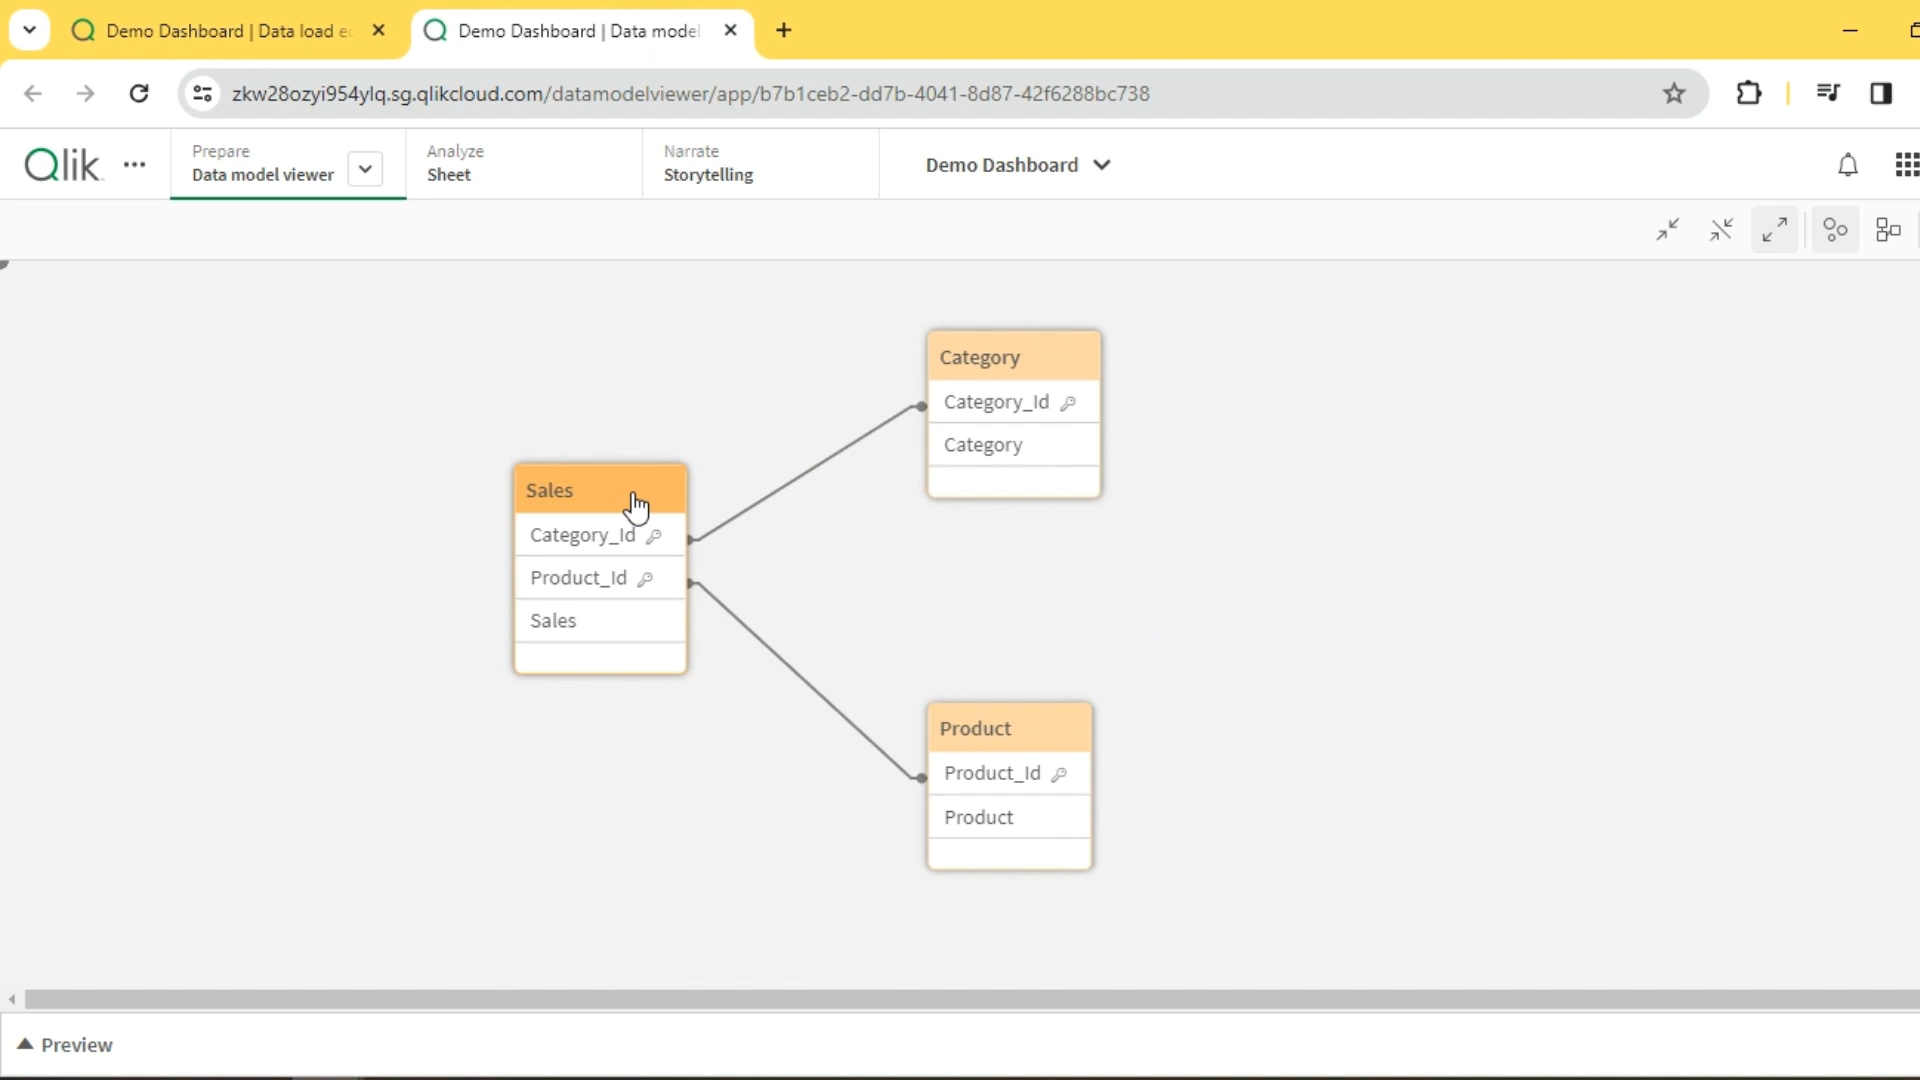 Demo Dashboard | Data load e
Demo Dashboard | Data model
zkw28ozyi954ylq.sg.qlikcloud.com/datamodelviewer/app/b7b1ceb2-dd7b-4041-8d87-42f6288bc738
Qlik
Prepare
Data model viewer
Analyze
Sheet
Narrate
Storytelling
Demo Dashboard
Category
Category_Id
Category
Sales
Category_Id
Product_Id
Sales
Product
Product_Id
Product
Preview